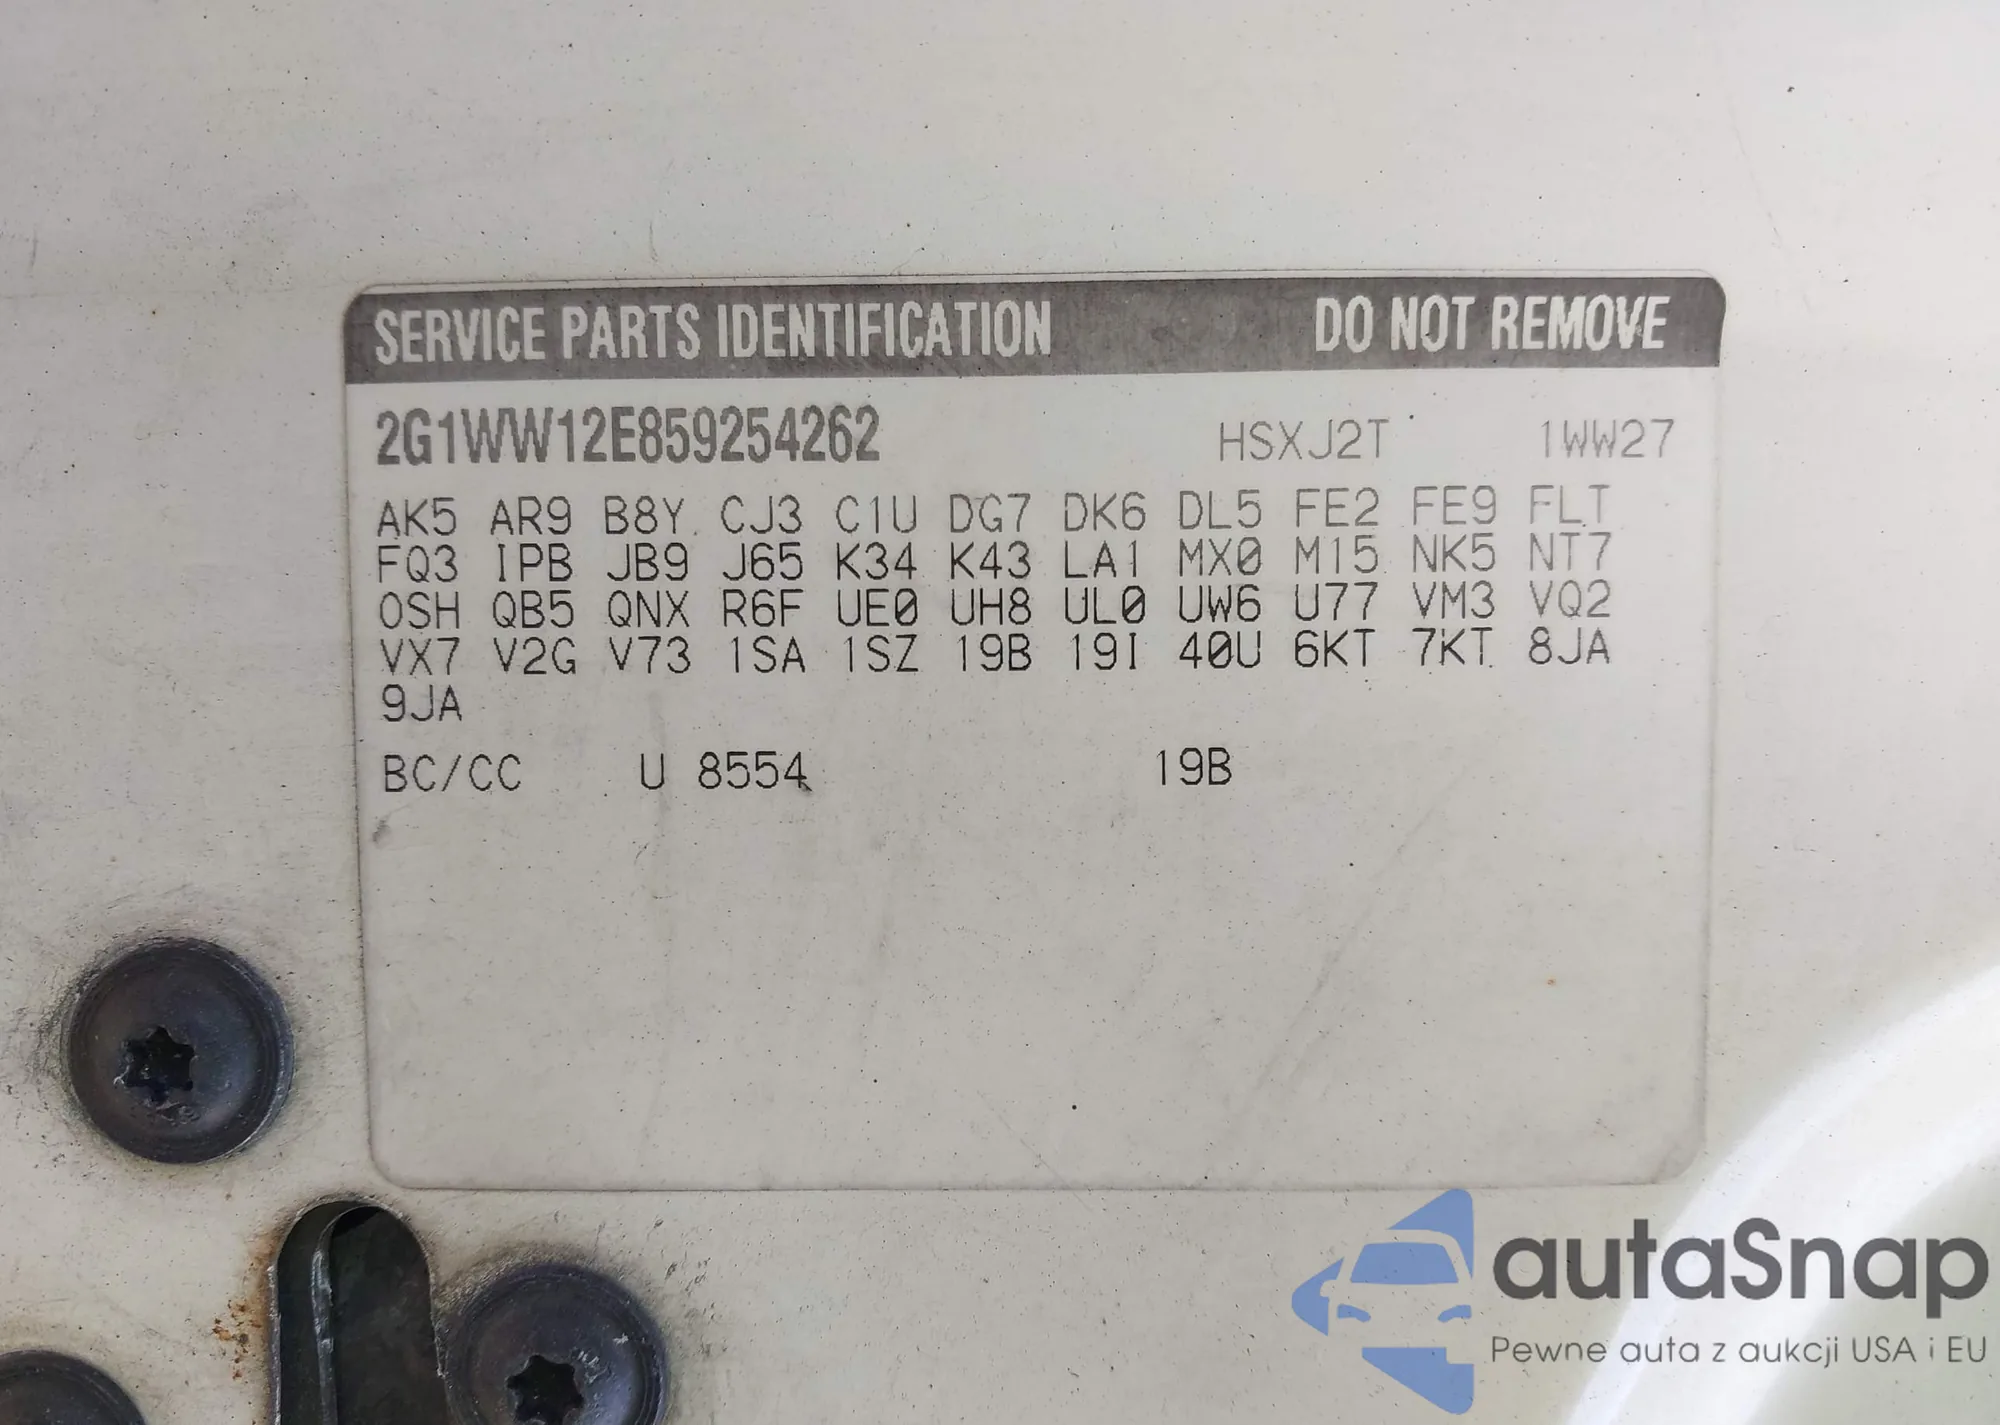 SERVICE PARTS IDENTIFICATION DO NOT REMOVE
2G1WW12E859254262 HSXJ2T 1WW27
AK5 AR9 B8Y CJ3 C1U DG7 DK6 DL5 FE2 FE9 FLT
FQ3 IPB JB9 J65 K34 K43 LA1 MX0 M15 NK5 NT7
OSH QB5 QNX R6F UE0 UH8 UL0 UW6 U77 VM3 VQ2
VX7 V2G V73 1SA 1SZ 19B 19I 40U 6KT 7KT 8JA
9JA
BC/CC U 8554 19B
autaSnap
Pewne auta z aukcji USA i EU